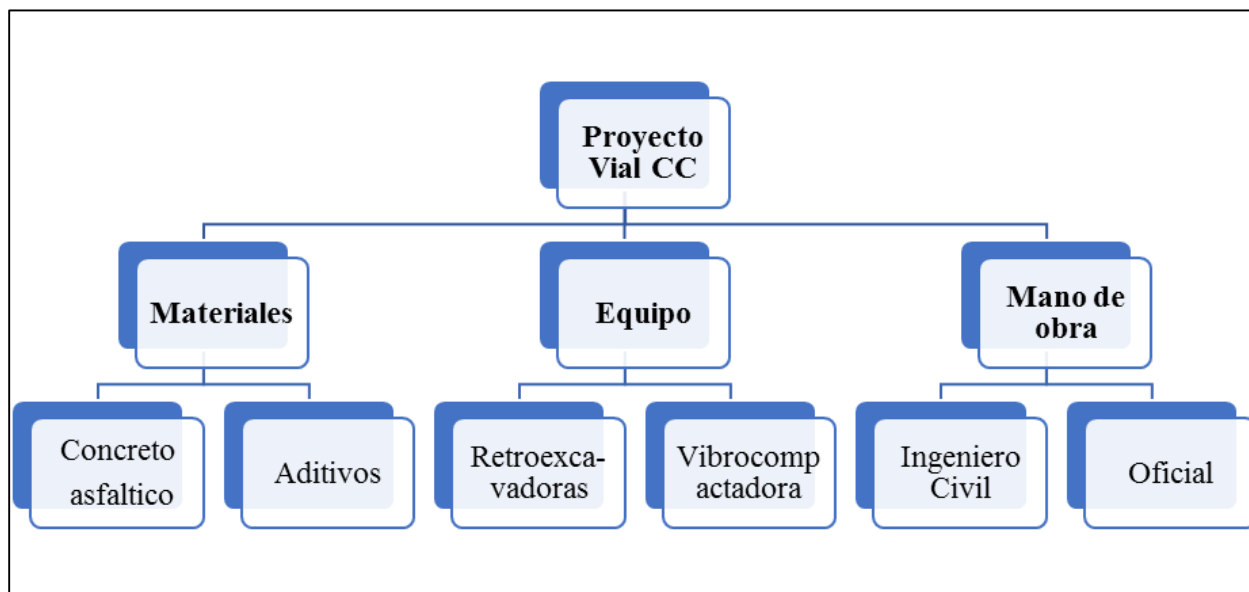 Proyecto
Vial CC
Materiales
Equipo
Mano de
obra
Concreto
asfaltico
Aditivos
Retroexca-
vadoras
Vibrocomp
actadora
Ingeniero
Civil
Oficial